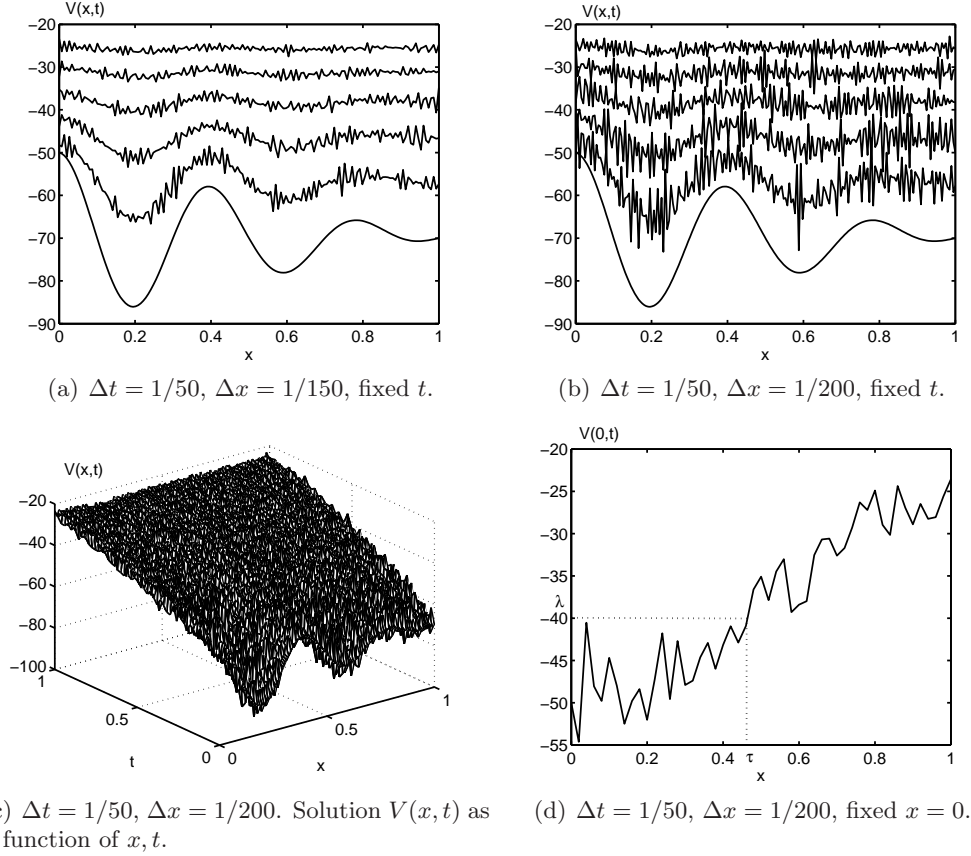 V(x,t)
−20
−30
−40
−50
−60
−70
−80
−90
0 0.2 0.4 0.6 0.8 1
x
(a) Δt = 1/50, Δx = 1/150, fixed t.
V(x,t)
−20
−30
−40
−50
−60
−70
−80
−90
0 0.2 0.4 0.6 0.8 1
x
(b) Δt = 1/50, Δx = 1/200, fixed t.
V(x,t)
−20
−40
−60
−80
−100
1
0.5
0
t
0
0.5
1
x
c) Δt = 1/50, Δx = 1/200. Solution V(x, t) as
function of x, t.
V(0,t)
−20
−25
−30
−35
λ
−40
−45
−50
−55
0 0.2 0.4 τ 0.6 0.8 1
x
(d) Δt = 1/50, Δx = 1/200, fixed x = 0.